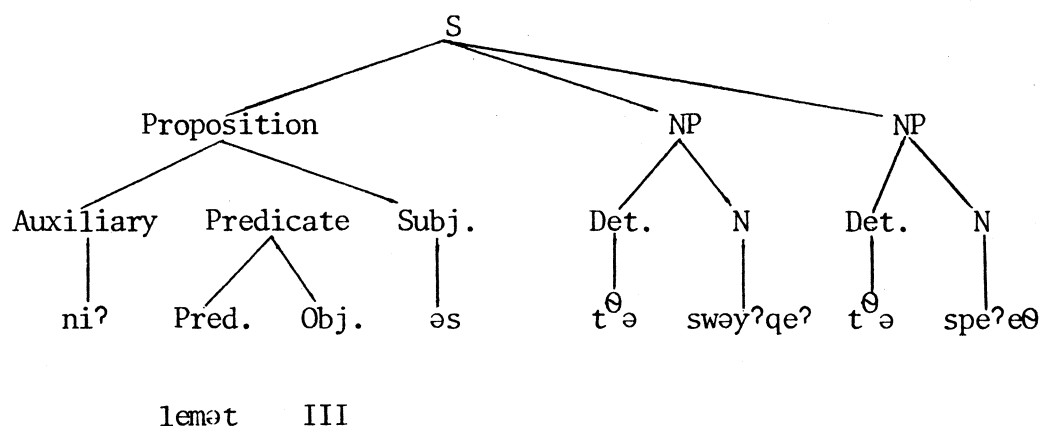 S
Proposition NP NP
Auxiliary Predicate Subj. Det. N Det. N
niʔ Pred. Obj. əs tᶿə swəyʔqeʔ tᶿə speʔeθ
lemət III